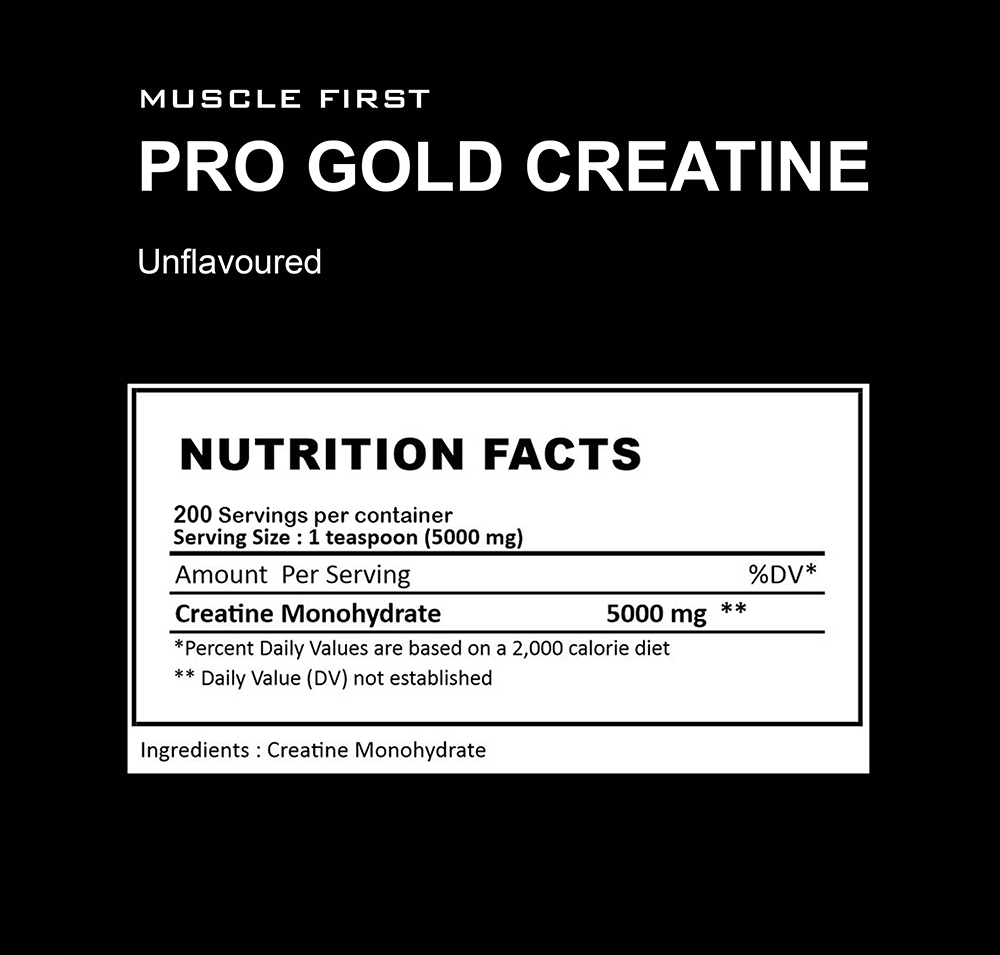 MUSCLE FIRST
PRO GOLD CREATINE
Unflavoured
NUTRITION FACTS
200 Servings per container
Serving Size : 1 teaspoon (5000 mg)
Amount Per Serving %DV*
Creatine Monohydrate 5000 mg **
*Percent Daily Values are based on a 2,000 calorie diet
** Daily Value (DV) not established
Ingredients : Creatine Monohydrate